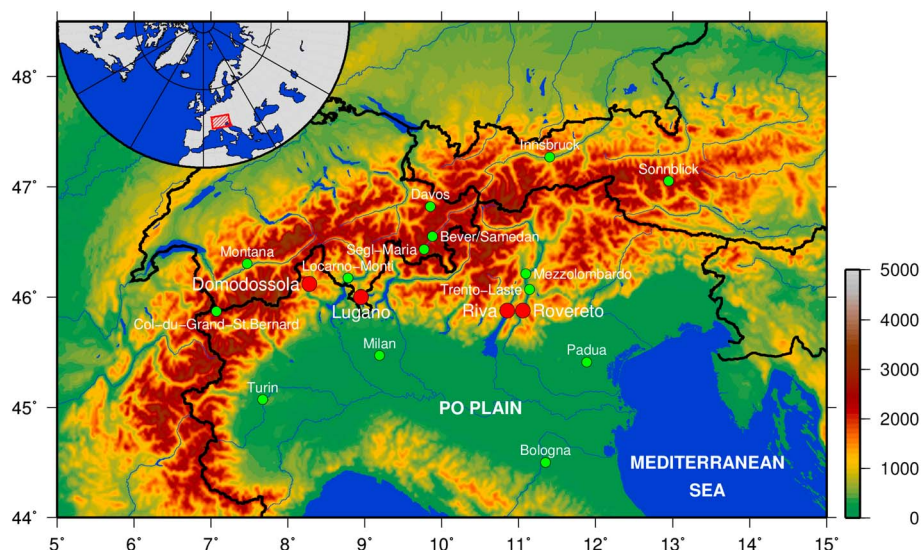 48°
47°
46°
45°
44°
5
6
7
8
9
10
11
12
13
14
15
Innsbruck
Sonnblick
Davos
Bever/Samedan
Segl-Maria
Montana
Locarno-Monti
Mezzolombardo
Domodossola
Trento-Laste
Lugano
Riva
Rovereto
Col-du-Grand-St.Bernard
Milan
Padua
Turin
PO PLAIN
Bologna
MEDITERRANEAN
SEA
5000
4000
3000
2000
1000
0